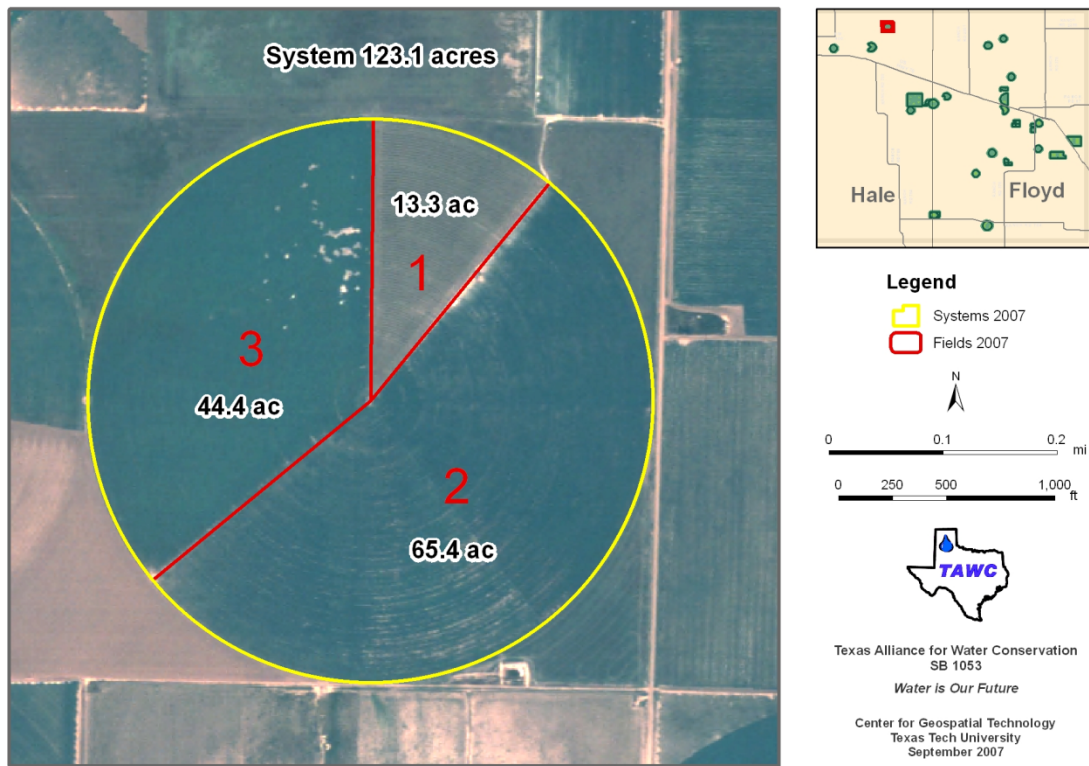 System 123.1 acres
13.3 ac
1
3
44.4 ac
2
65.4 ac
Hale
Floyd
Legend
Systems 2007
Fields 2007
N
0 0.1 0.2
mi
0 250 500 1,000
ft
TAWC
Texas Alliance for Water Conservation
SB 1053
Water is Our Future
Center for Geospatial Technology
Texas Tech University
September 2007